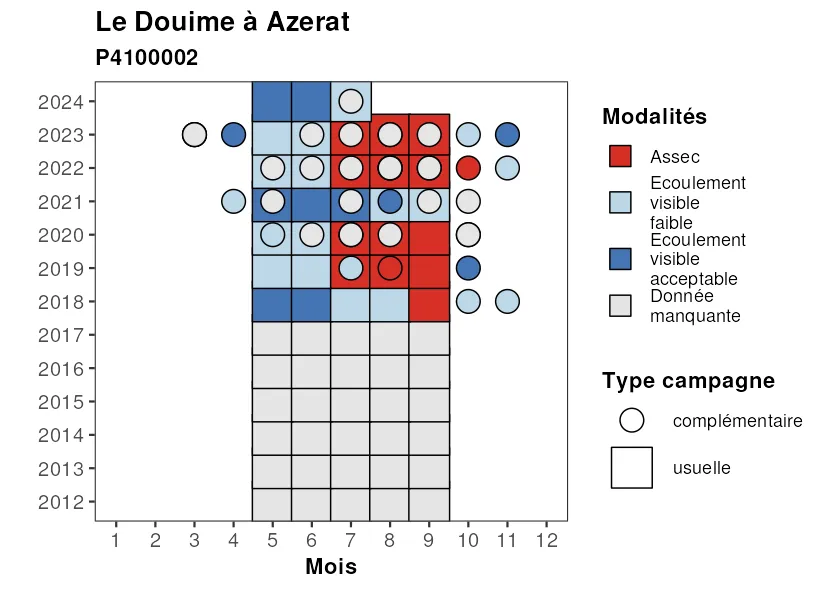 Le Douime à Azerat
P4100002
2024
2023
2022
2021
2020
2019
2018
2017
2016
2015
2014
2013
2012
1 2 3 4 5 6 7 8 9 10 11 12
Mois
Modalités
Assec
Ecoulement
visible
faible
Ecoulement
visible
acceptable
Donnée
manquante
Type campagne
complémentaire
usuelle